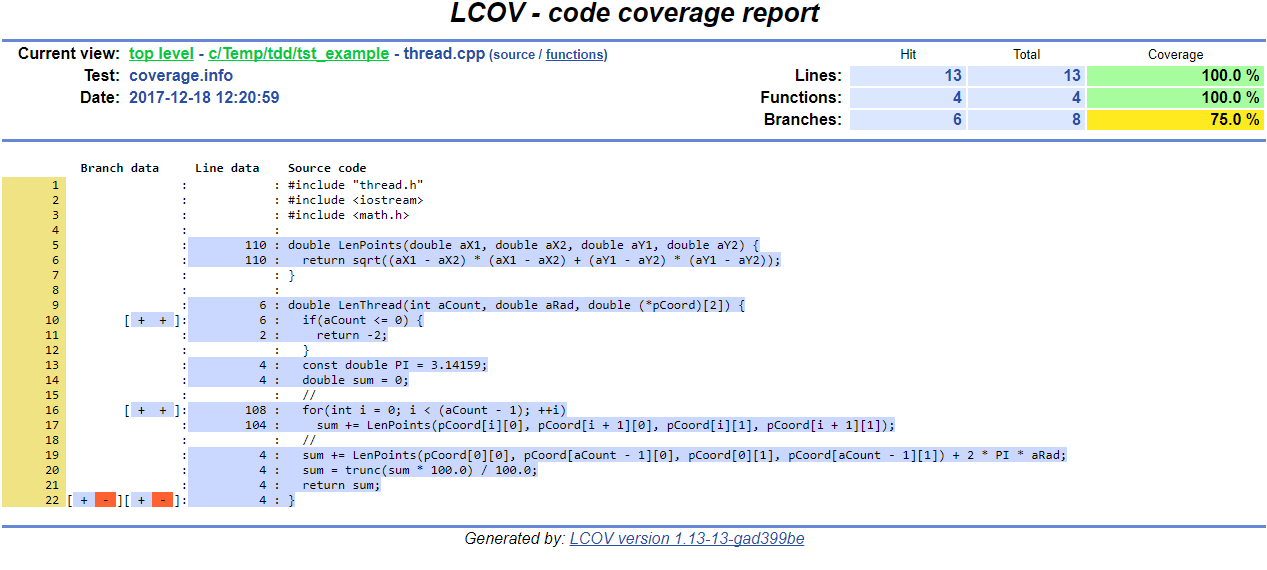 LCOV - code coverage report
Current view: top level - c/Temp/tdd/tst_example - thread.cpp (source / functions) Hit Total Coverage
Test: coverage.info Lines: 13 13 100.0 %
Date: 2017-12-18 12:20:59 Functions: 4 4 100.0 %
Branches: 6 8 75.0 %
Branch data Line data Source code
1 : : #include "thread.h"
2 : : #include <iostream>
3 : : #include <math.h>
4 : :
5 : 110 : double LenPoints(double aX1, double aX2, double aY1, double aY2) {
6 : 110 : return sqrt((aX1 - aX2) * (aX1 - aX2) + (aY1 - aY2) * (aY1 - aY2));
7 : : }
8 : :
9 : 6 : double LenThread(int aCount, double aRad, double (*pCoord)[2]) {
10 [ + + ]: 6 : if(aCount <= 0) {
11 : 2 : return -2;
12 : : }
13 : 4 : const double PI = 3.14159;
14 : 4 : double sum = 0;
15 : : //
16 [ + + ]: 108 : for(int i = 0; i < (aCount - 1); ++i)
17 : 104 : sum += LenPoints(pCoord[i][0], pCoord[i + 1][0], pCoord[i][1], pCoord[i + 1][1]);
18 : : //
19 : 4 : sum += LenPoints(pCoord[0][0], pCoord[aCount - 1][0], pCoord[0][1], pCoord[aCount - 1][1]) + 2 * PI * aRad;
20 : 4 : sum = trunc(sum * 100.0) / 100.0;
21 : 4 : return sum;
22 [ + - ][ + - ]: 4 : }
Generated by: LCOV version 1.13-13-gad399be